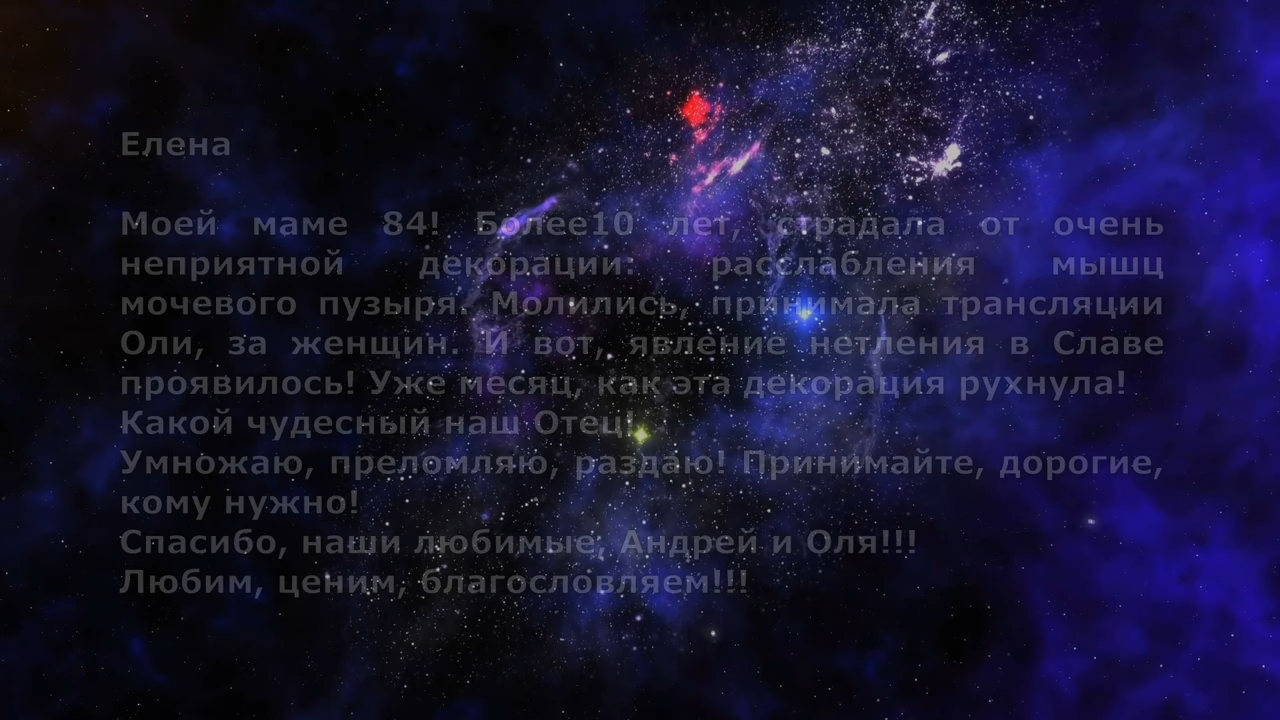 Елена
Моей маме 84! Более10 лет, страдала от очень
неприятной декорации: расслабления мышц
мочевого пузыря. Молились, принимала трансляции
Оли, за женщин. И вот, явление нетления в Славе
проявилось! Уже месяц, как эта декорация рухнула!
Какой чудесный наш Отец!
Умножаю, преломляю, раздаю! Принимайте, дорогие,
кому нужно!
Спасибо, наши любимые, Андрей и Оля!!!
Любим, ценим, благословляем!!!